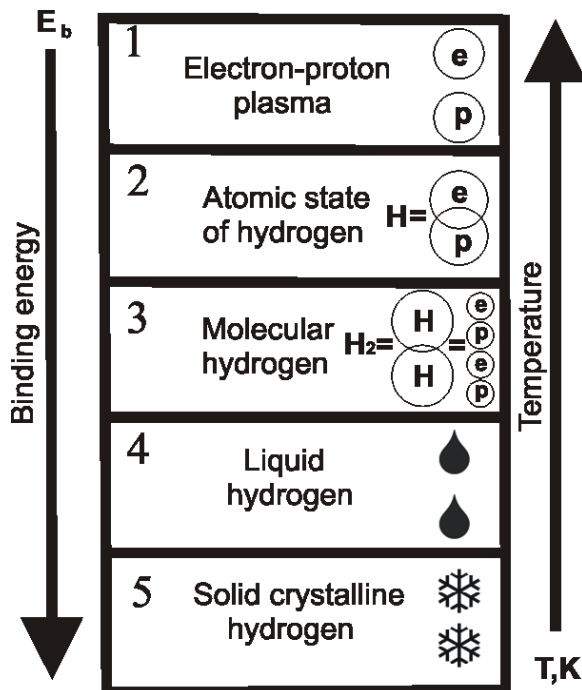 E b
1
Electron-proton
plasma
e
p
2
Atomic state
of hydrogen
H=
e
p
3
Molecular
hydrogen
H₂=
H
H
=
e
p
e
p
4
Liquid
hydrogen
5
Solid crystalline
hydrogen
Binding energy
Temperature
T,K